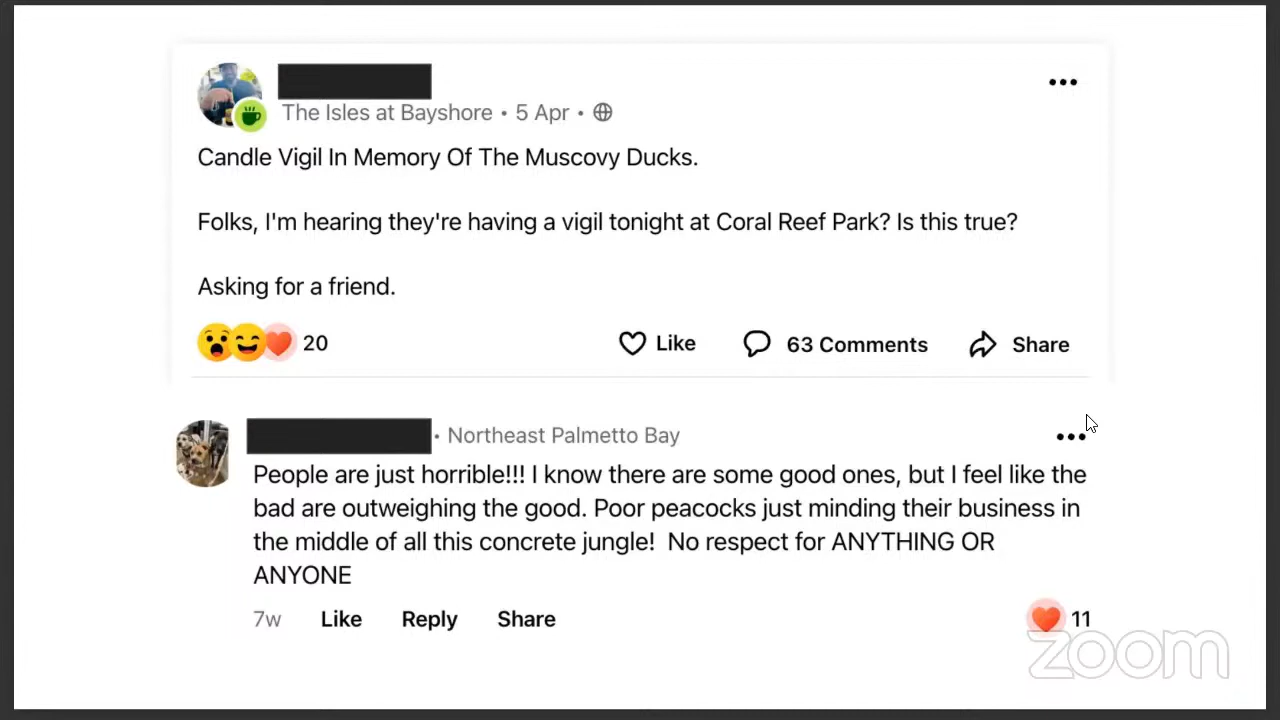 The Isles at Bayshore • 5 Apr •
Candle Vigil In Memory Of The Muscovy Ducks.
Folks, I'm hearing they're having a vigil tonight at Coral Reef Park? Is this true?
Asking for a friend.
20 Like 63 Comments Share
• Northeast Palmetto Bay
People are just horrible!!! I know there are some good ones, but I feel like the
bad are outweighing the good. Poor peacocks just minding their business in
the middle of all this concrete jungle! No respect for ANYTHING OR
ANYONE
7w Like Reply Share 11
zoom